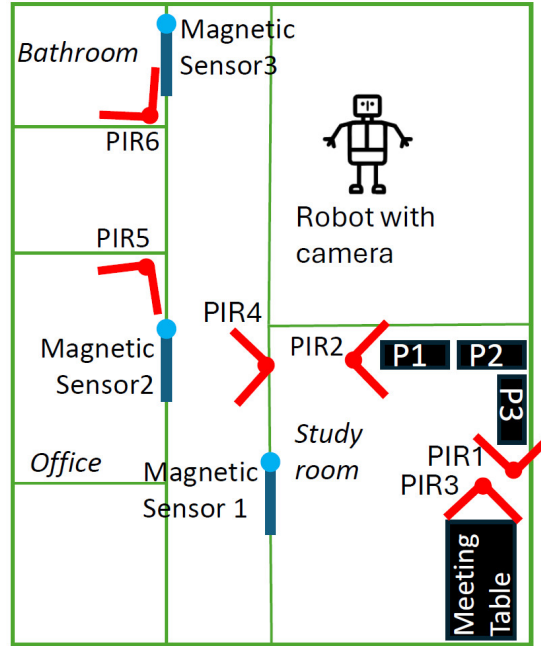 Bathroom
Magnetic
Sensor3
PIR6
Robot with
camera
PIR5
PIR4
PIR2
P1
P2
P3
Magnetic
Sensor2
Study
room
Office
Magnetic
Sensor 1
PIR1
PIR3
Meeting
Table